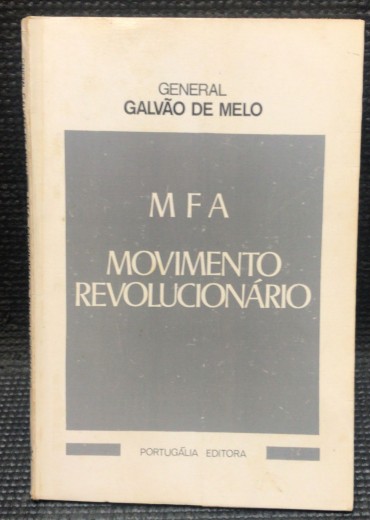 GENERAL
GALVÃO DE MELO
MFA
MOVIMENTO
REVOLUCIONÁRIO
PORTUGÁLIA EDITORA